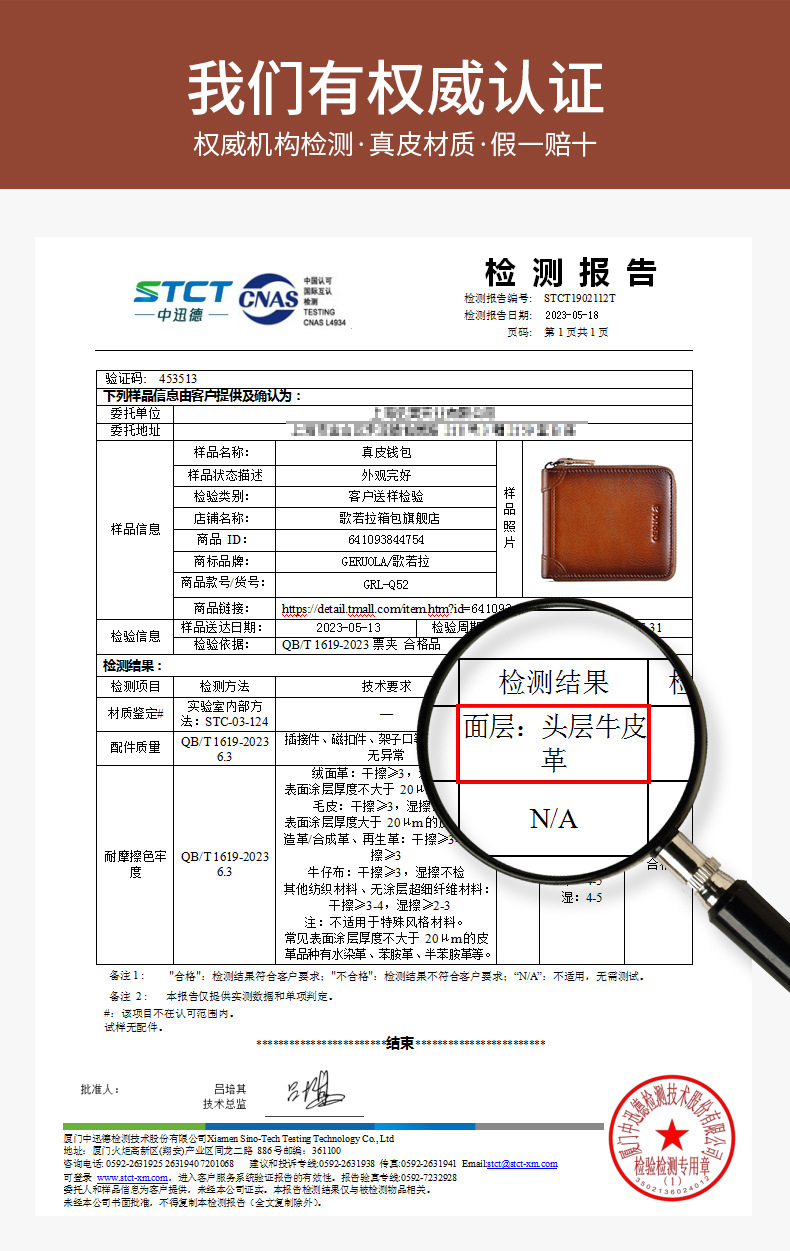 我们有权威认证
权威机构检测·真皮材质·假一赔十
STCT
中迅德
CNAS
中国认可
国际互认
检测
TESTING
CNAS L4934
检 测 报 告
检测报告编号: STCT1902112T
检测报告日期: 2023-05-18
页码: 第 1 页共 1 页
验证码: 453513
下列样品信息由客户提供及确认为:
委托单位
委托地址
样品信息
样品名称: 真皮钱包
样品状态描述 外观完好
检验类别: 客户送样检验
店铺名称: 歌若拉箱包旗舰店
商品 ID: 641093844754
商标品牌: GERUOLA/歌若拉
商品款号/货号: GRL-Q52
样品照片
GERUOLA
商品链接: https://detail.tmall.com/item.htm?id=641093
检验信息
样品送达日期: 2023-05-13 检验周期
检验依据: QB/T 1619-2023 票夹 合格品
检测结果:
检测项目 检测方法 技术要求
检测结果
材质鉴定# 实验室内部方法: STC-03-124 —
面层: 头层牛皮
革
配件质量 QB/T 1619-2023 6.3 插接件、磁扣件、架子口
无异常
N/A
耐摩擦色牢度 QB/T 1619-2023 6.3
绒面革: 干擦≥3,
表面涂层厚度不大于 20μ
毛皮: 干擦≥3, 湿擦
表面涂层厚度大于 20μm的
造革/合成革、再生革: 干擦≥3
擦≥3
牛仔布: 干擦≥3, 湿擦不检
其他纺织材料、无涂层超细纤维材料:
干擦≥3-4, 湿擦≥2-3
注: 不适用于特殊风格材料。
常见表面涂层厚度不大于 20μm的皮
革品种有水染革、苯胺革、半苯胺革等。
湿: 4-5
备注 1: "合格": 检测结果符合客户要求; "不合格": 检测结果不符合客户要求; “N/A”: 不适用, 无需测试。
备注 2: 本报告仅提供实测数据和单项判定。
#: 该项目不在认可范围内。
试样无配件。
************************结束************************
批准人: 吕培其
技术总监
厦门中迅德检测技术股份有限公司Xiamen Sino-Tech Testing Technology Co., Ltd
地址: 厦门火炬高新区(翔安)产业区同龙二路 886号邮编: 361100
咨询电话: 0592-2631925 2631940 7201068 建议和投诉专线:0592-2631938 传真:0592-2631941 Email:stct@stct-xm.com
可登录 www.stct-xm.com, 进入客户服务系统验证报告的有效性。报告验真专线:0592-7232928
委托人和样品信息为客户提供, 未经本公司证实。本报告检测结果仅与被检测物品相关。
未经本公司书面批准, 不得复制本检测报告 (全文复制除外)。
厦门中迅德检测技术股份有限公司
检验检测专用章
(1)
3502136024012